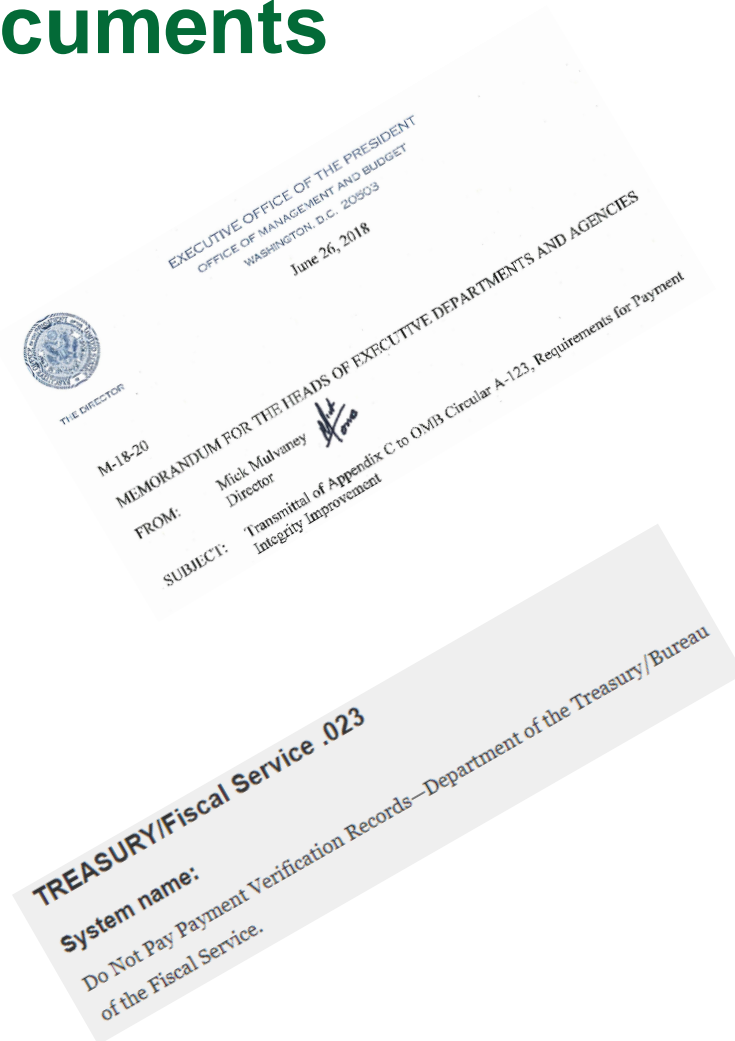 cuments
EXECUTIVE OFFICE OF THE PRESIDENT
OFFICE OF MANAGEMENT AND BUDGET
WASHINGTON, D.C. 20503
June 26, 2018
THE DIRECTOR
M-18-20
MEMORANDUM FOR THE HEADS OF EXECUTIVE DEPARTMENTS AND AGENCIES
FROM: Mick Mulvaney
Director
SUBJECT: Transmittal of Appendix C to OMB Circular A-123, Requirements for Payment
Integrity Improvement
TREASURY/Fiscal Service .023
System name:
Do Not Pay Payment Verification Records—Department of the Treasury/Bureau
of the Fiscal Service.